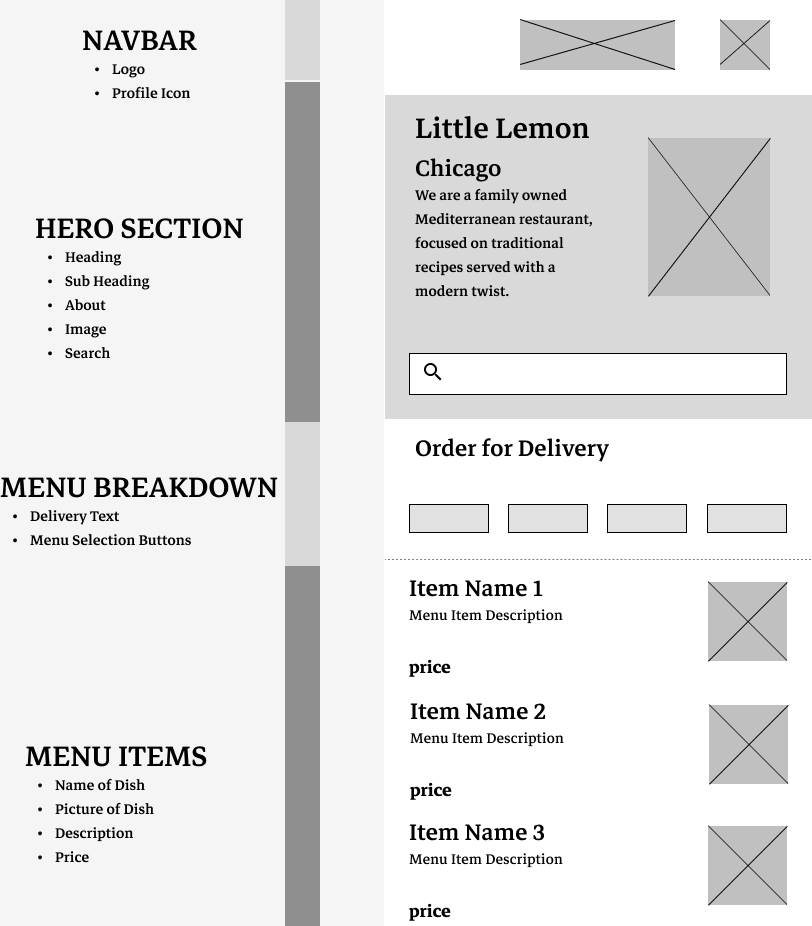 NAVBAR
• Logo
• Profile Icon
HERO SECTION
• Heading
• Sub Heading
• About
• Image
• Search
MENU BREAKDOWN
• Delivery Text
• Menu Selection Buttons
MENU ITEMS
• Name of Dish
• Picture of Dish
• Description
• Price
Little Lemon
Chicago
We are a family owned
Mediterranean restaurant,
focused on traditional
recipes served with a
modern twist.
Order for Delivery
Item Name 1
Menu Item Description
price
Item Name 2
Menu Item Description
price
Item Name 3
Menu Item Description
price